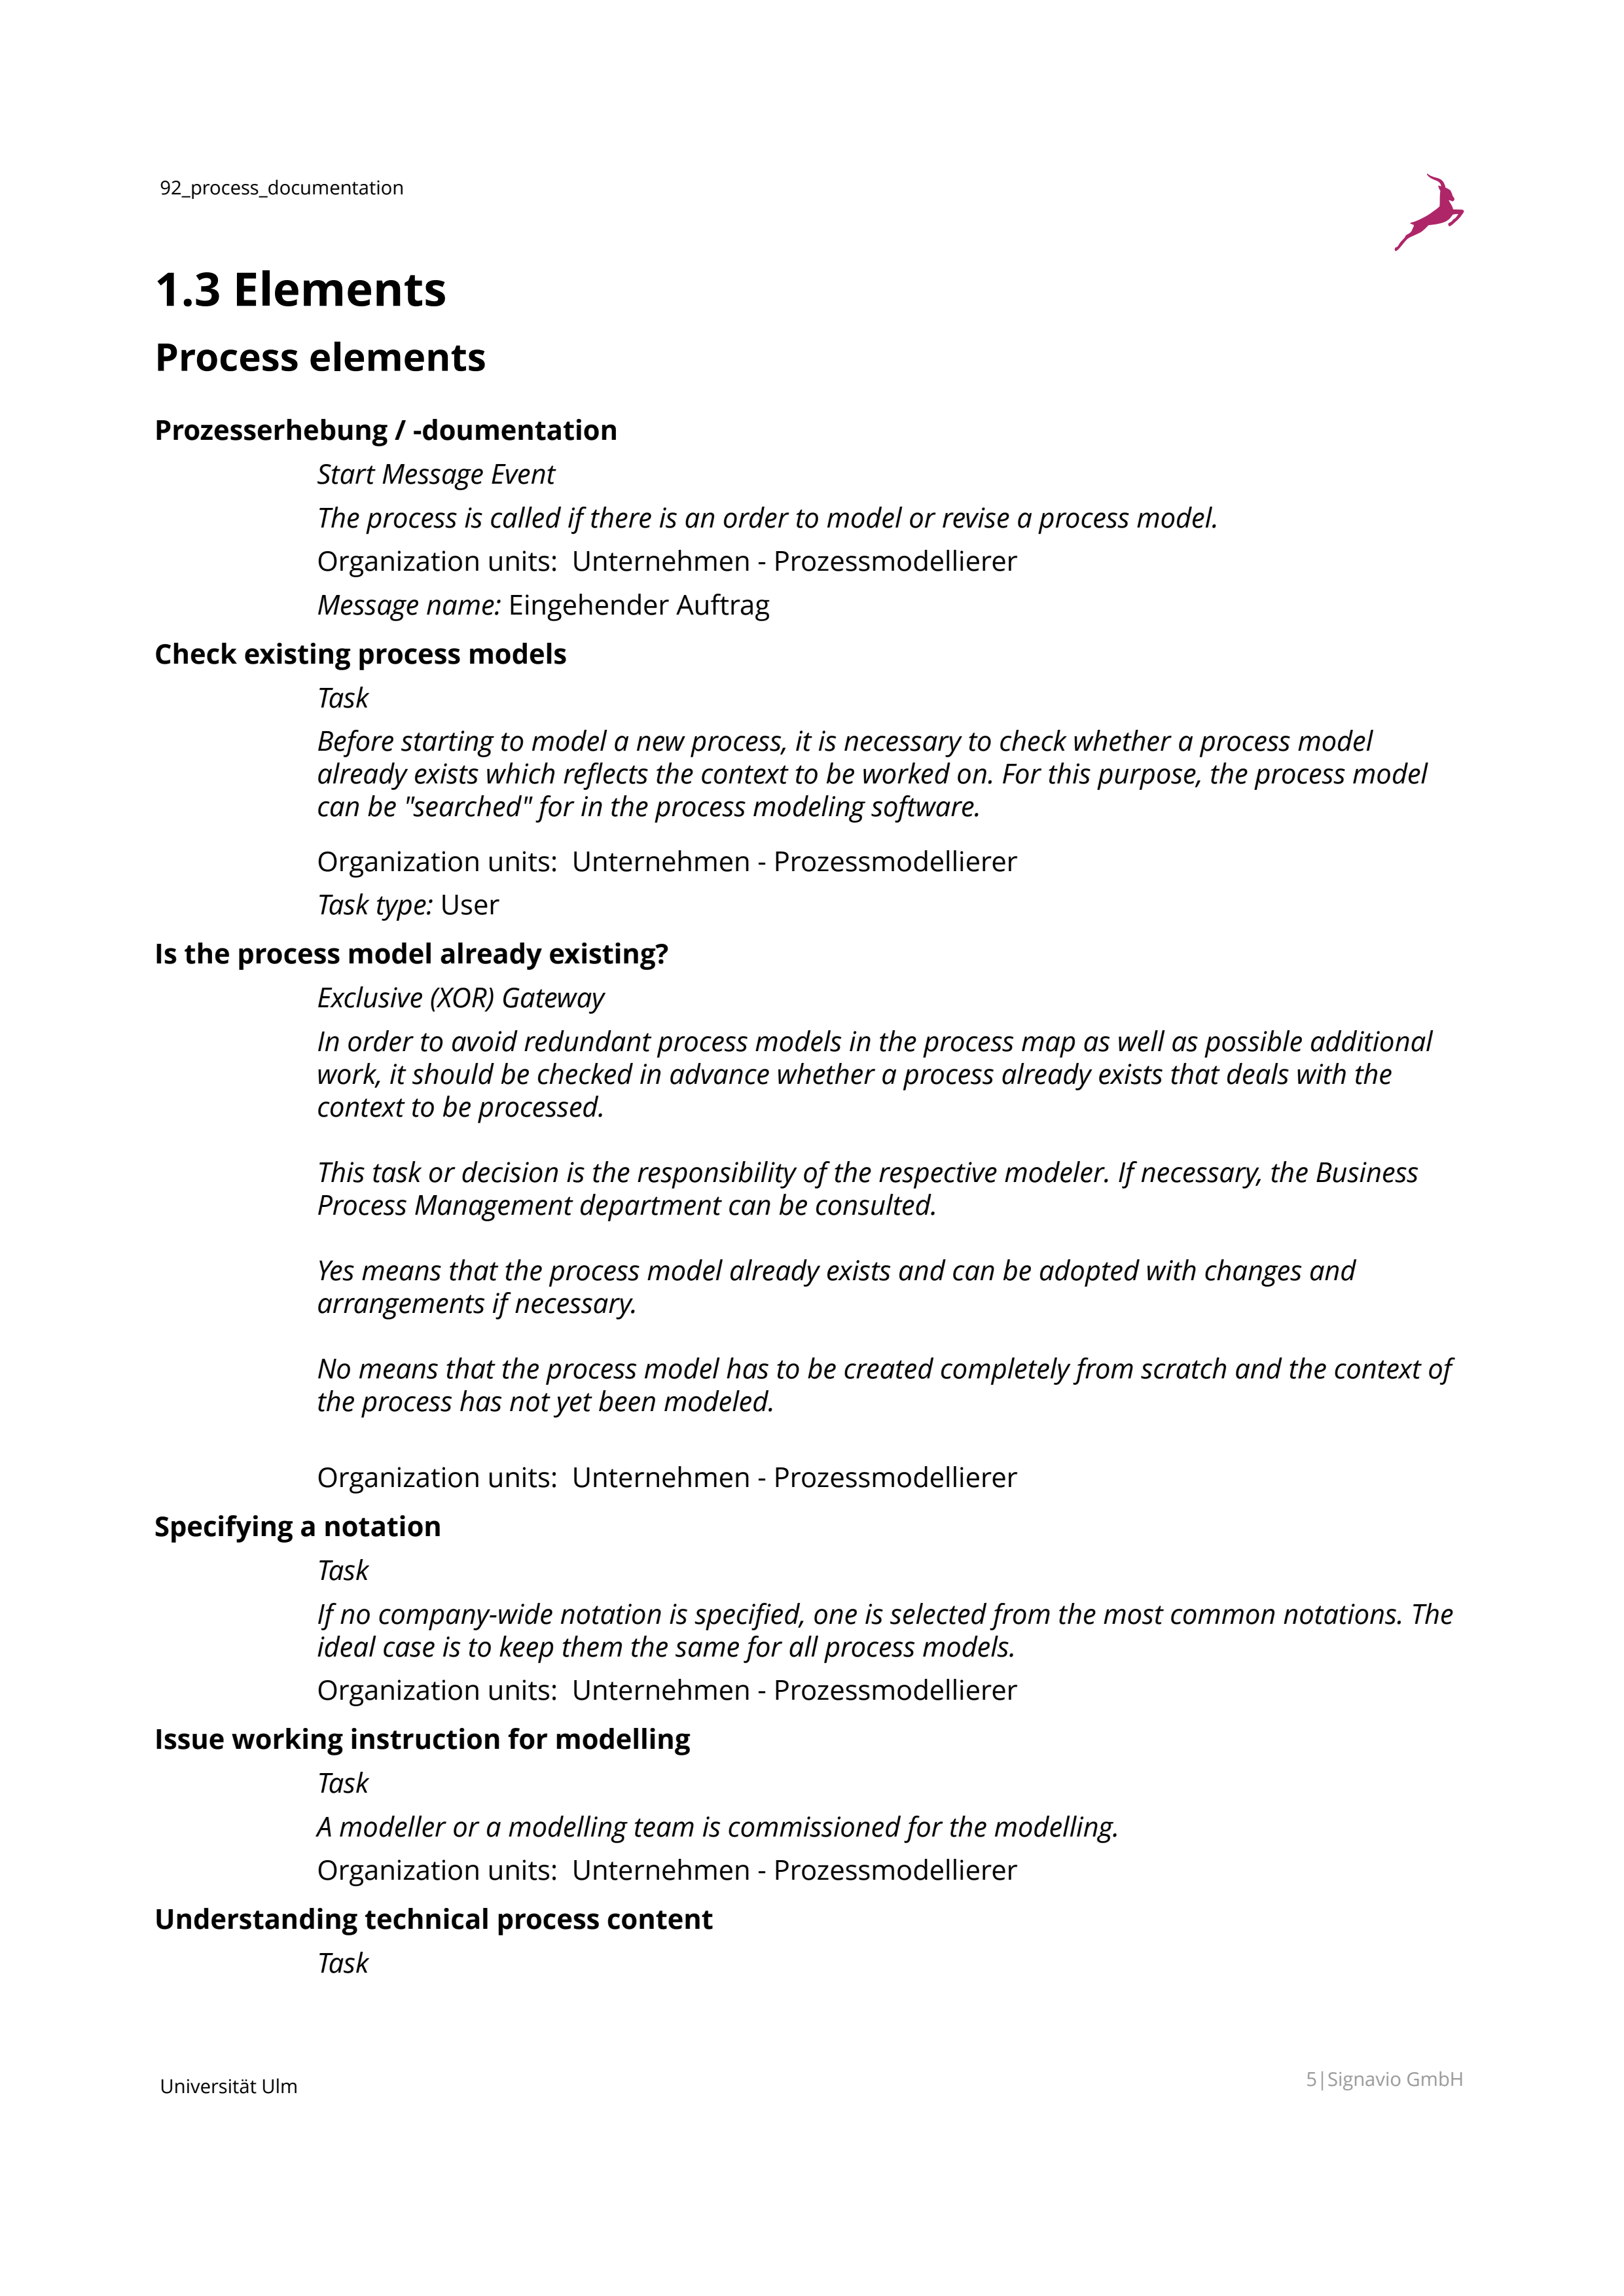 92_process_documentation
1.3 Elements
Process elements
Prozesserhebung / -doumentation
Start Message Event
The process is called if there is an order to model or revise a process model.
Organization units:  Unternehmen - Prozessmodellierer
Message name: Eingehender Auftrag
Check existing process models
Task
Before starting to model a new process, it is necessary to check whether a process model
already exists which reflects the context to be worked on. For this purpose, the process model
can be "searched" for in the process modeling software.
Organization units:  Unternehmen - Prozessmodellierer
Task type: User
Is the process model already existing?
Exclusive (XOR) Gateway
In order to avoid redundant process models in the process map as well as possible additional
work, it should be checked in advance whether a process already exists that deals with the
context to be processed.
This task or decision is the responsibility of the respective modeler. If necessary, the Business
Process Management department can be consulted.
Yes means that the process model already exists and can be adopted with changes and
arrangements if necessary.
No means that the process model has to be created completely from scratch and the context of
the process has not yet been modeled.
Organization units:  Unternehmen - Prozessmodellierer
Specifying a notation
Task
If no company-wide notation is specified, one is selected from the most common notations. The
ideal case is to keep them the same for all process models.
Organization units:  Unternehmen - Prozessmodellierer
Issue working instruction for modelling
Task
A modeller or a modelling team is commissioned for the modelling.
Organization units:  Unternehmen - Prozessmodellierer
Understanding technical process content
Task
Universität Ulm
5|Signavio GmbH